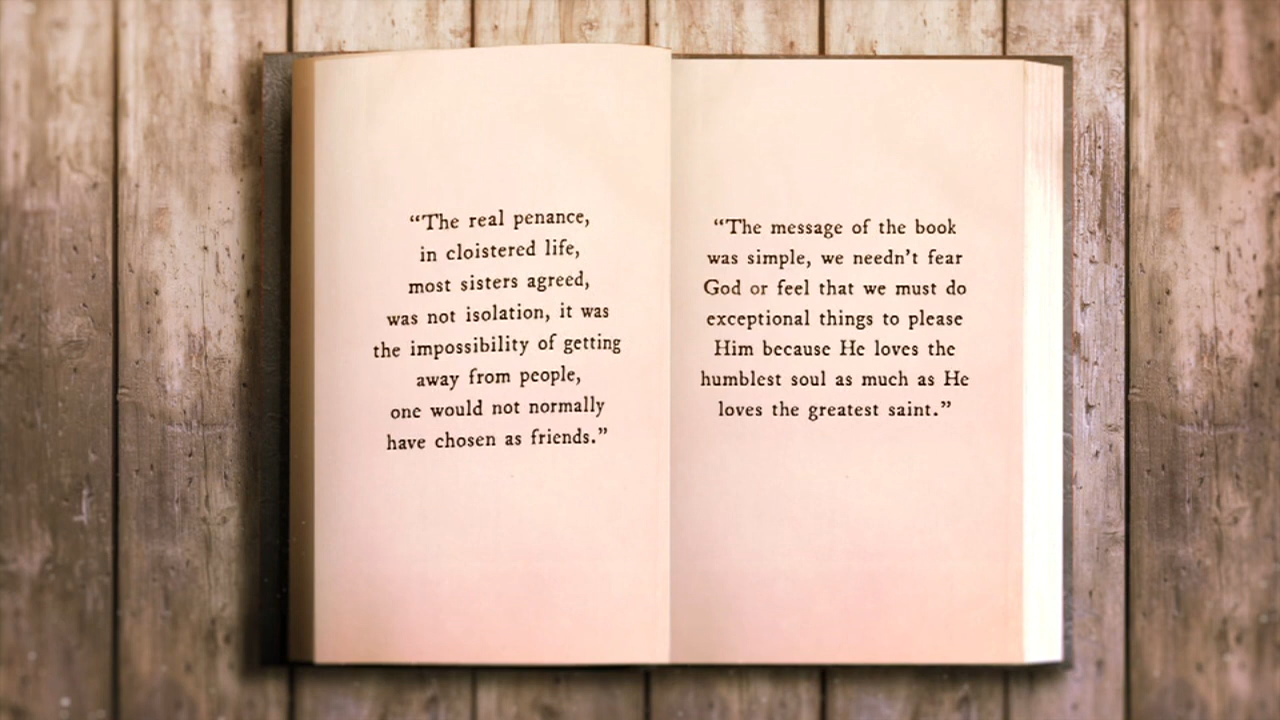 “The real penance,
in cloistered life,
most sisters agreed,
was not isolation, it was
the impossibility of getting
away from people,
one would not normally
have chosen as friends.”
“The message of the book
was simple, we needn’t fear
God or feel that we must do
exceptional things to please
Him because He loves the
humblest soul as much as He
loves the greatest saint.”